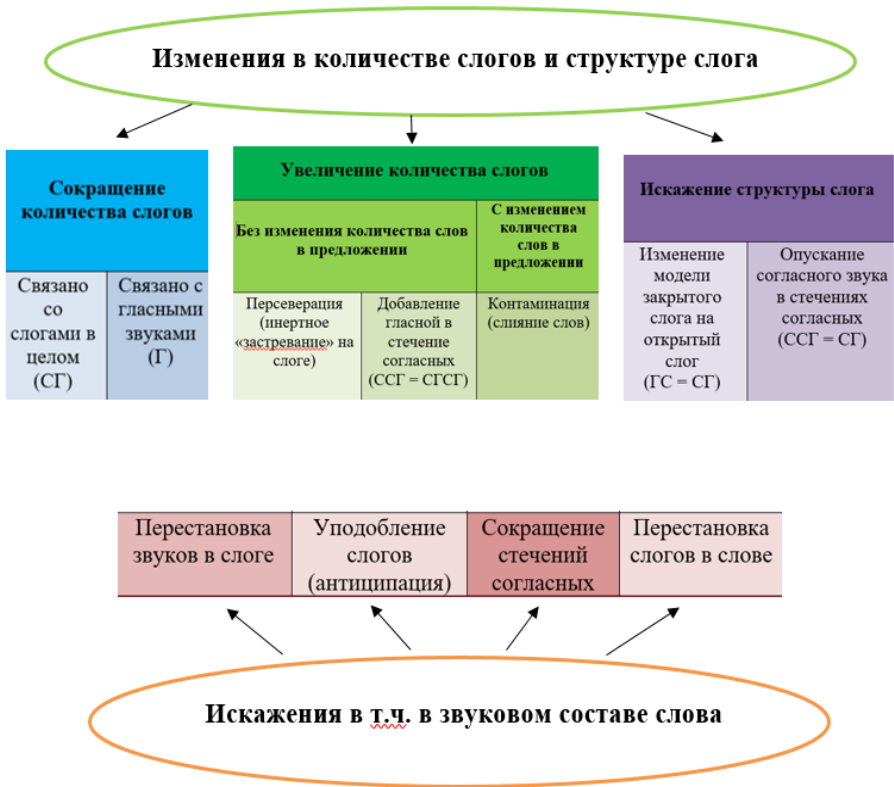 Изменения в количестве слогов и структуре слога
Сокращение
количества слогов
Связано
со
слогами в
целом
(СГ)
Связано с
гласными
звуками
(Г)
Увеличение количества слогов
Без изменения количества слов
в предложении
С изменением
количества
слов в
предложении
Персеверация
(инертное
«застревание» на
слоге)
Добавление
гласной в
стечение
согласных
(ССГ = СГСГ)
Контаминация
(слияние слов)
Искажение структуры слога
Изменение
модели
закрытого
слога на
открытый
слог
(ГС = СГ)
Опускание
согласного звука
в стечениях
согласных
(ССГ = СГ)
Перестановка
звуков в слоге
Уподобление
слогов
(антиципация)
Сокращение
стечений
согласных
Перестановка
слогов в слове
Искажения в т.ч. в звуковом составе слова